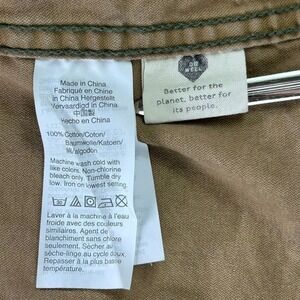 Made in China
Fabriqué en Chine
in China Hergestellt
Vervaardigd in China
中国制
Hecho en China
100% Cotton/Coton/
Baumwolle/Katoen/
棉/algodón
Machine wash cold with
like colors. Non-chlorine
bleach only. Tumble dry
low. Iron on lowest setting.
Laver à la machine à l'eau
froide avec des couleurs
similaires. Agent de
blanchiment sans chlore
seulement. Sécher au
sèche-linge au cycle doux.
Repasser à la plus basse
température.
WEEK
Better for the
planet, better for
its people.